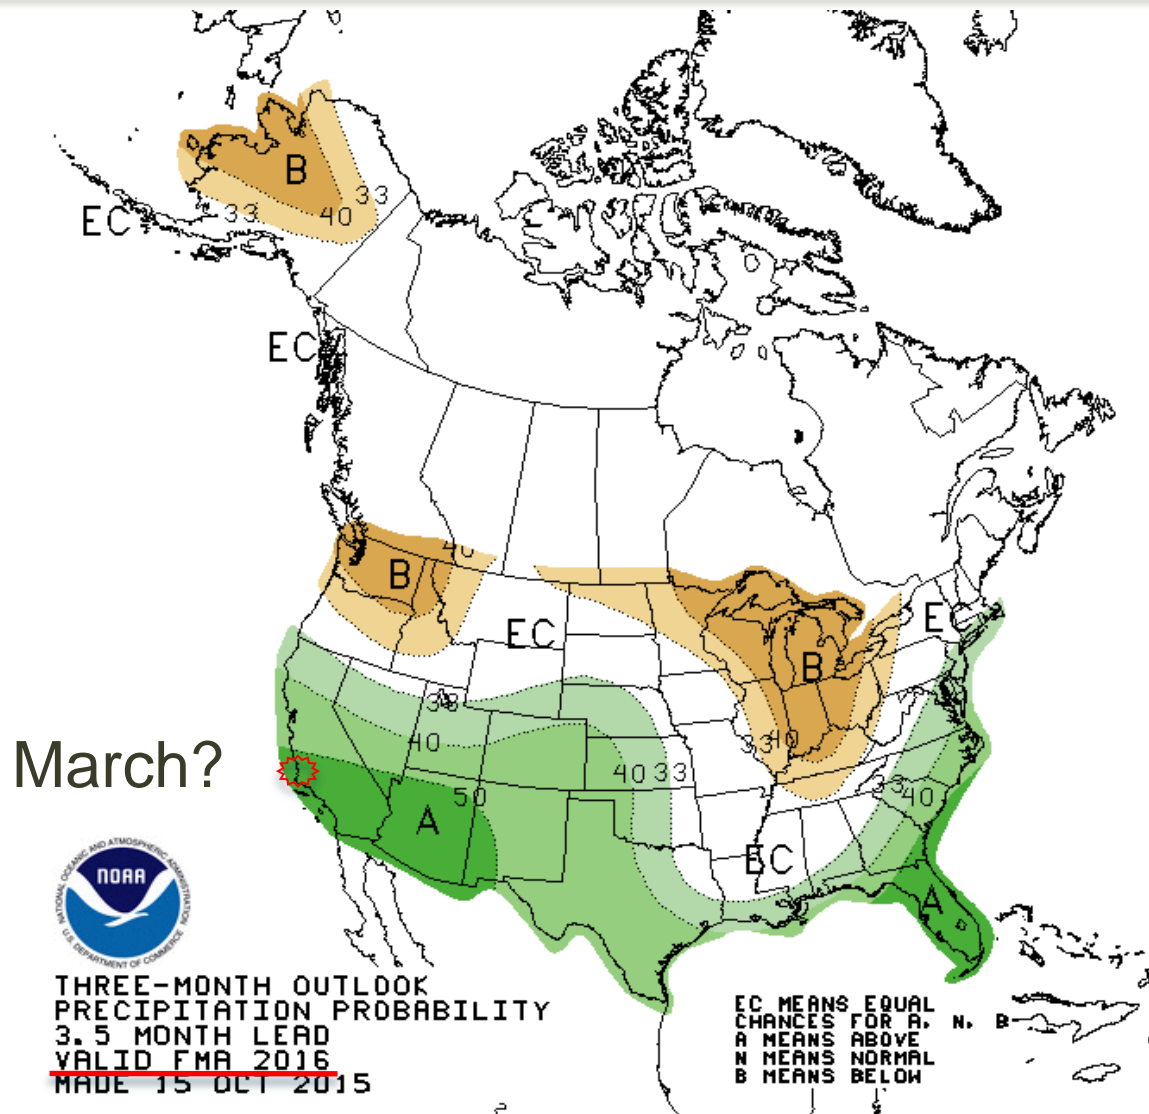 B
33
33
40
EC
EC
40
B
EC
EC
B
33
40
33
40
40
33
33
40
50
March?
A
EC
A
NOAA
NATIONAL OCEANIC AND ATMOSPHERIC ADMINISTRATION
U.S. DEPARTMENT OF COMMERCE
THREE-MONTH OUTLOOK
PRECIPITATION PROBABILITY
3.5 MONTH LEAD
VALID FMA 2016
MADE 15 OCT 2015
EC MEANS EQUAL
CHANCES FOR A, N, B
A MEANS ABOVE
N MEANS NORMAL
B MEANS BELOW